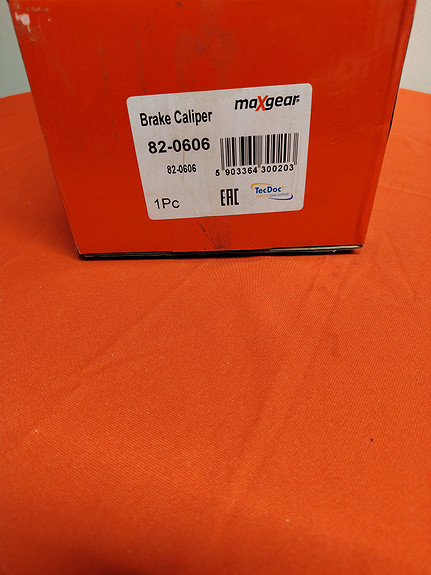 maXgear
Brake Caliper
82-0606
82-0606
5 903364 300203
1Pc
EAC
TecDoc